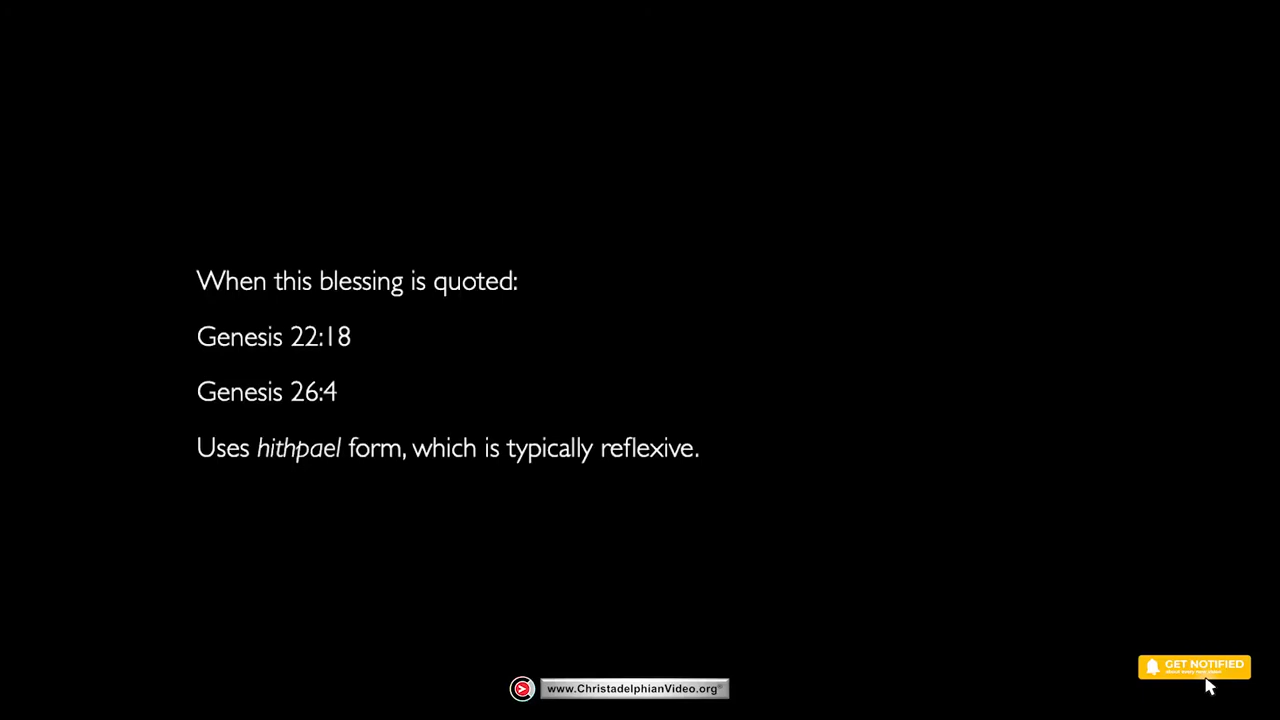 When this blessing is quoted:
Genesis 22:18
Genesis 26:4
Uses hithpael form, which is typically reflexive.
www.ChristadelphianVideo.org
GET NOTIFIED